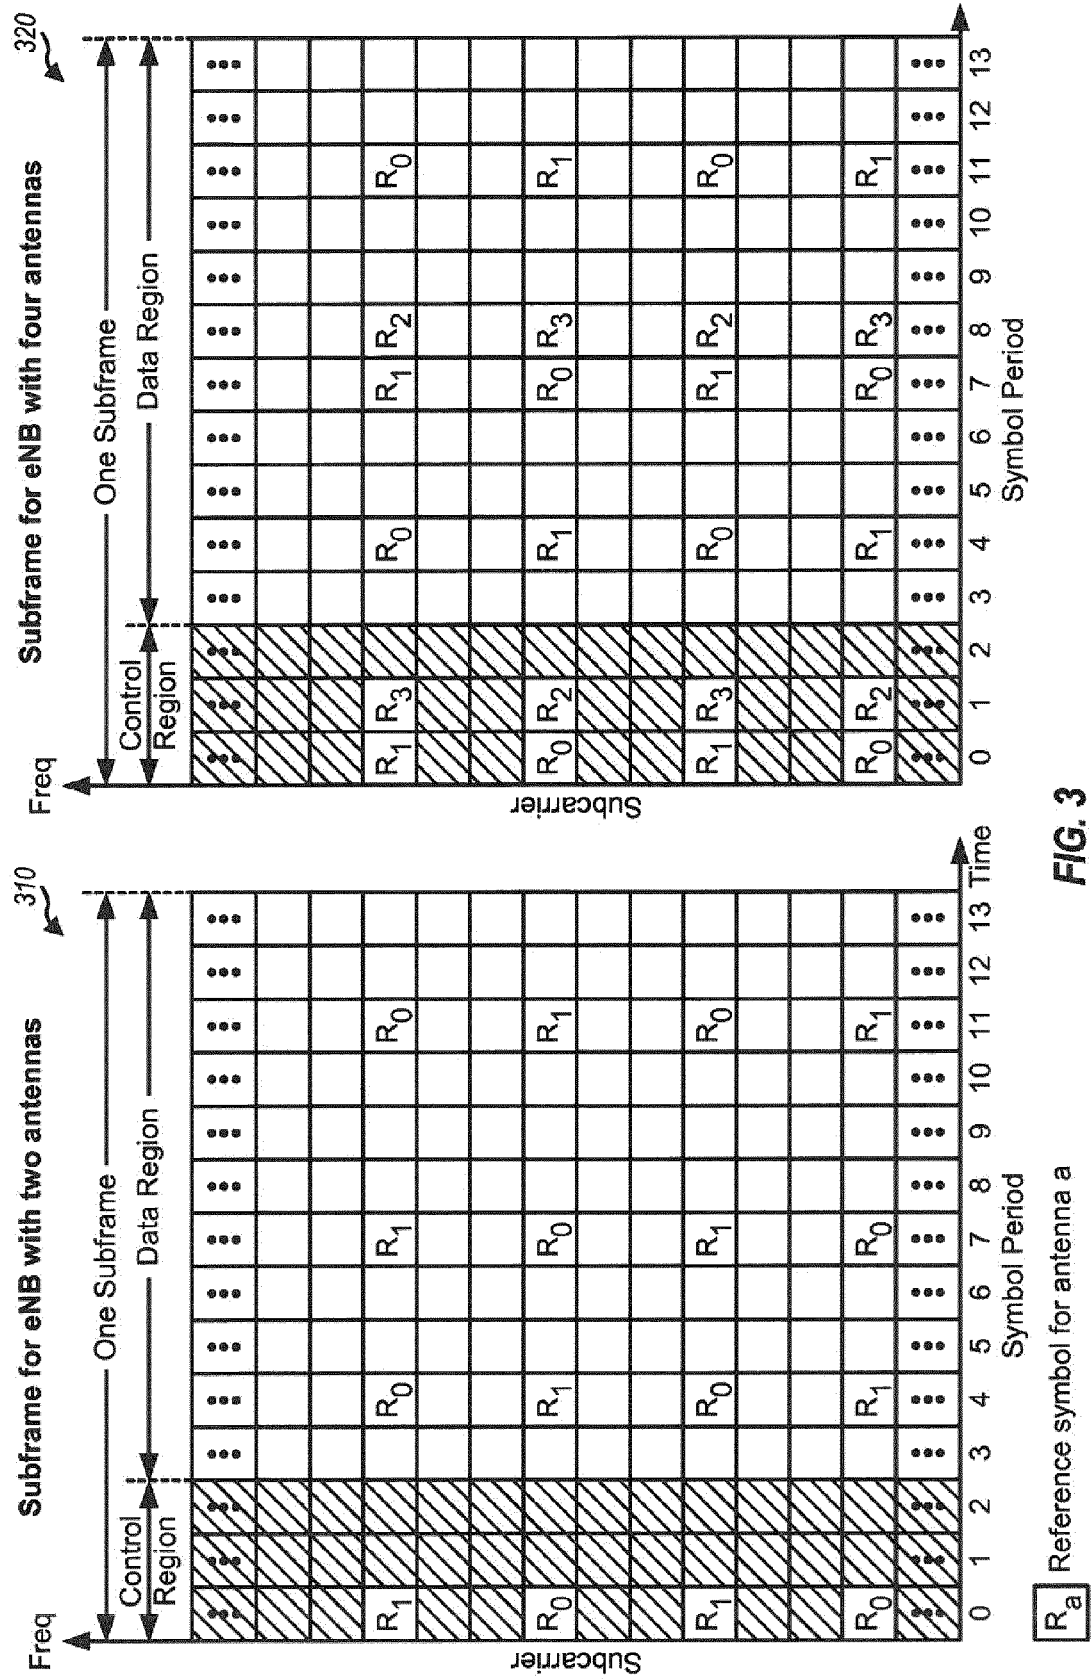 Subframe for eNB with two antennas
310
Freq
One Subframe
Control
Region
Data Region
••• ••• ••• ••• ••• ••• ••• ••• ••• ••• ••• ••• ••• •••
R1 R0 R1 R0
R0 R1 R0 R1
R1 R0 R1 R0
R0 R1 R0 R1
••• ••• ••• ••• ••• ••• ••• ••• ••• ••• ••• ••• ••• •••
Subcarrier
0 1 2 3 4 5 6 7 8 9 10 11 12 13
Time
Symbol Period
Subframe for eNB with four antennas
320
Freq
One Subframe
Control
Region
Data Region
••• ••• ••• ••• ••• ••• ••• ••• ••• ••• ••• ••• ••• •••
R1 R3 R0 R1 R2 R0
R0 R2 R1 R0 R3 R1
R1 R3 R0 R1 R2 R0
R0 R2 R1 R0 R3 R1
••• ••• ••• ••• ••• ••• ••• ••• ••• ••• ••• ••• ••• •••
Subcarrier
0 1 2 3 4 5 6 7 8 9 10 11 12 13
Symbol Period
Ra Reference symbol for antenna a
FIG. 3